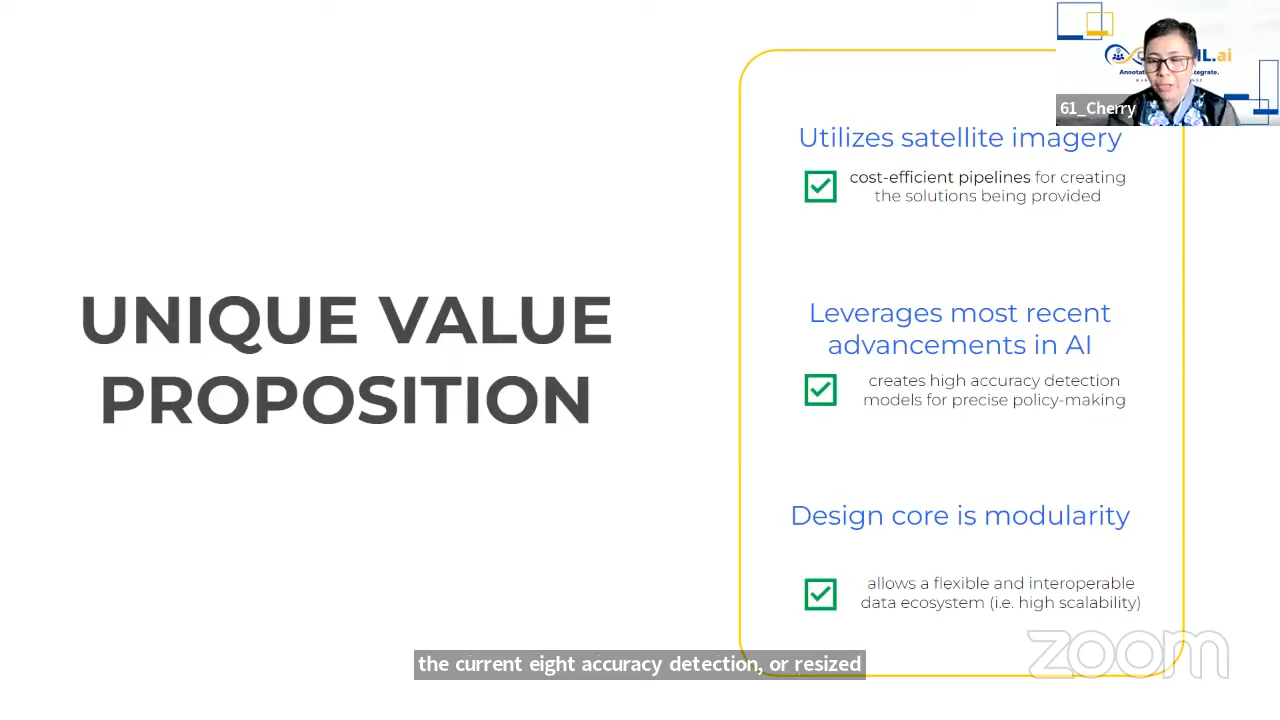 61_Cherry
UNIQUE VALUE
PROPOSITION
Utilizes satellite imagery
cost-efficient pipelines for creating
the solutions being provided
Leverages most recent
advancements in AI
creates high accuracy detection
models for precise policy-making
Design core is modularity
allows a flexible and interoperable
data ecosystem (i.e. high scalability)
zoom
the current eight accuracy detection, or resized